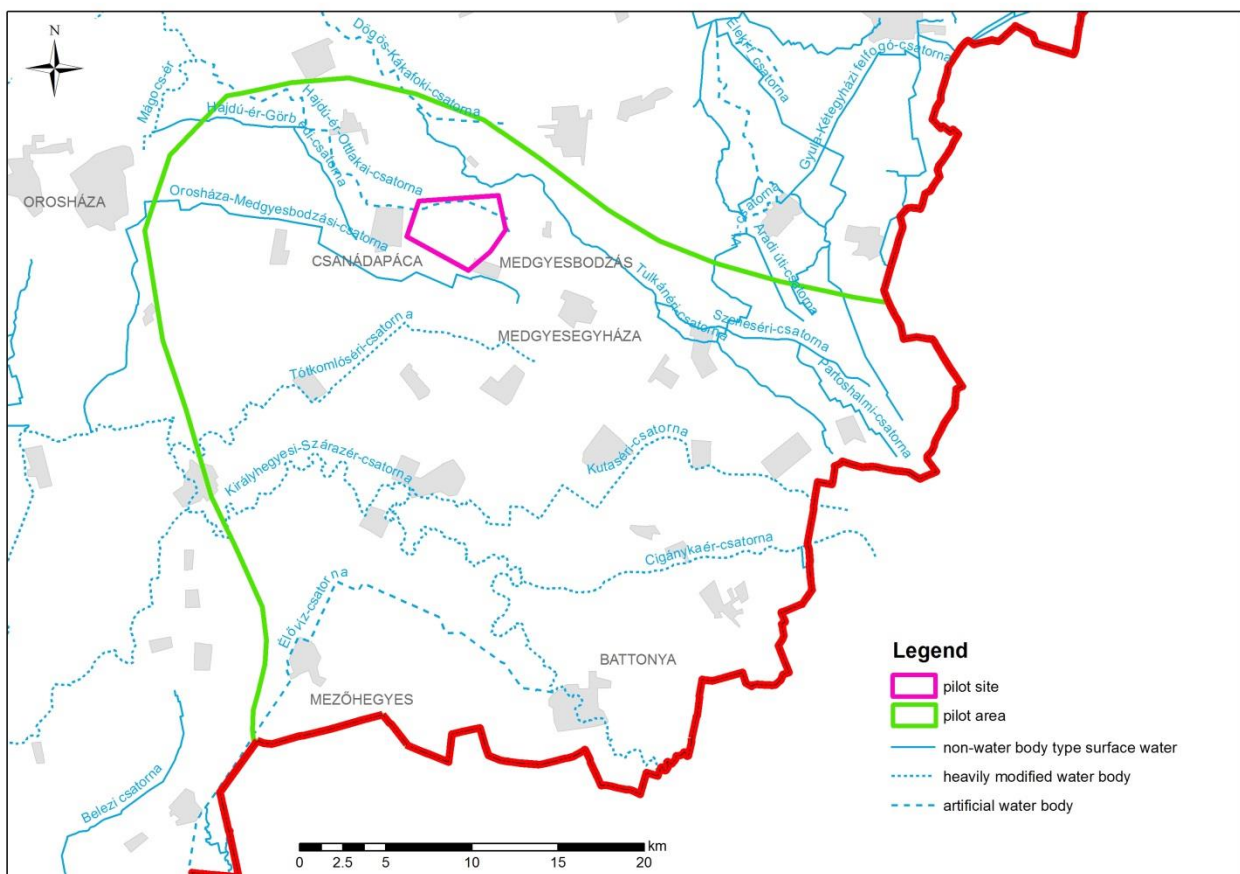 N
Dögös-Kákafoki-csatorna
Mágocs-ér
Hajdú-ér-Görb
edi-csatorna
Hajdú-ér-Ottlakai-csatorna
Gyula-Kétegyházi felfogó-csatorna
csatorna
OROSHÁZA
Orosháza-Medgyesbodzási-csatorna
CSANÁDAPÁCA
MEDGYESBODZÁS
Aradi úti-csatorna
Tulkánéri-csatorna
MEDGYESEGYHÁZA
Tótkomlóséri-csatorna
Partoshalmi-csatorna
Királyhegyesi-Szárazér-csatorna
Kutaséri-csatorna
Cigánykaér-csatorna
Élővíz-csatorna
BATTONYA
MEZŐHEGYES
Belezi csatorna
Legend
pilot site
pilot area
non-water body type surface water
heavily modified water body
artificial water body
0 2.5 5 10 15 20 km